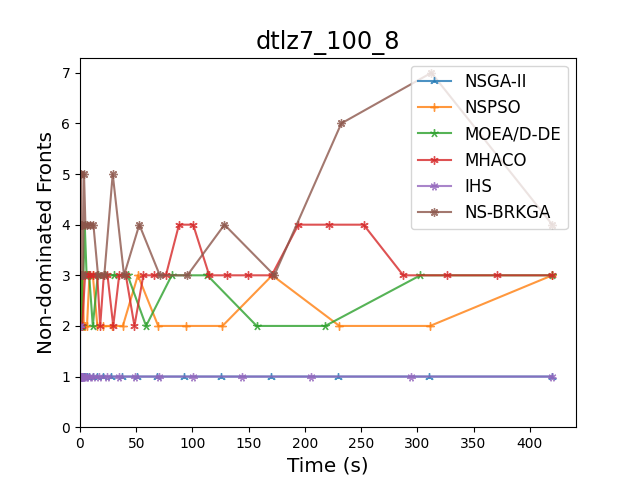 dtlz7_100_8
Non-dominated Fronts
7
6
5
4
3
2
1
0
0 50 100 150 200 250 300 350 400
Time (s)
NSGA-II
NSPSO
MOEA/D-DE
MHACO
IHS
NS-BRKGA